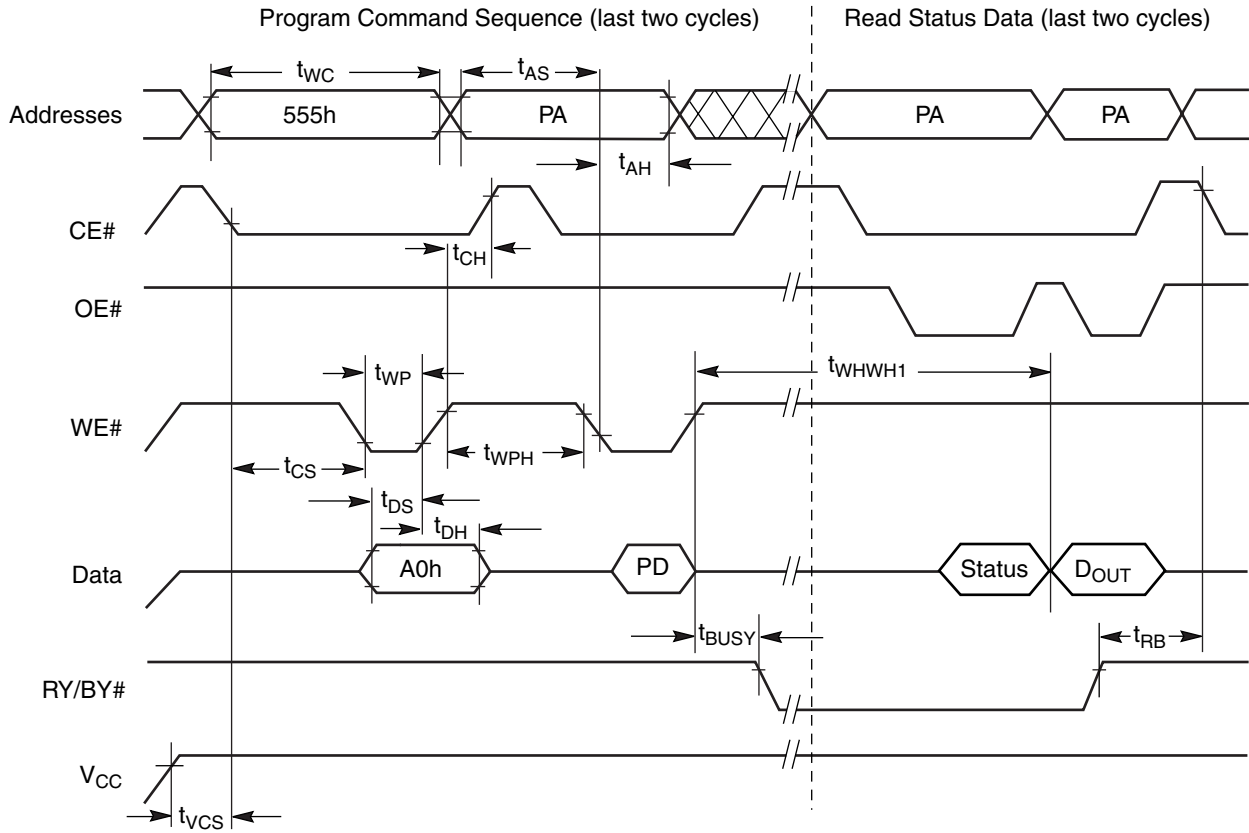 Program Command Sequence (last two cycles)
Read Status Data (last two cycles)
tWC
tAS
Addresses
555h
PA
PA
PA
tAH
CE#
tCH
OE#
tWP
tWHWH1
WE#
tCS
tWPH
tDS
tDH
Data
A0h
PD
Status
DOUT
tBUSY
tRB
RY/BY#
VCC
tVCS